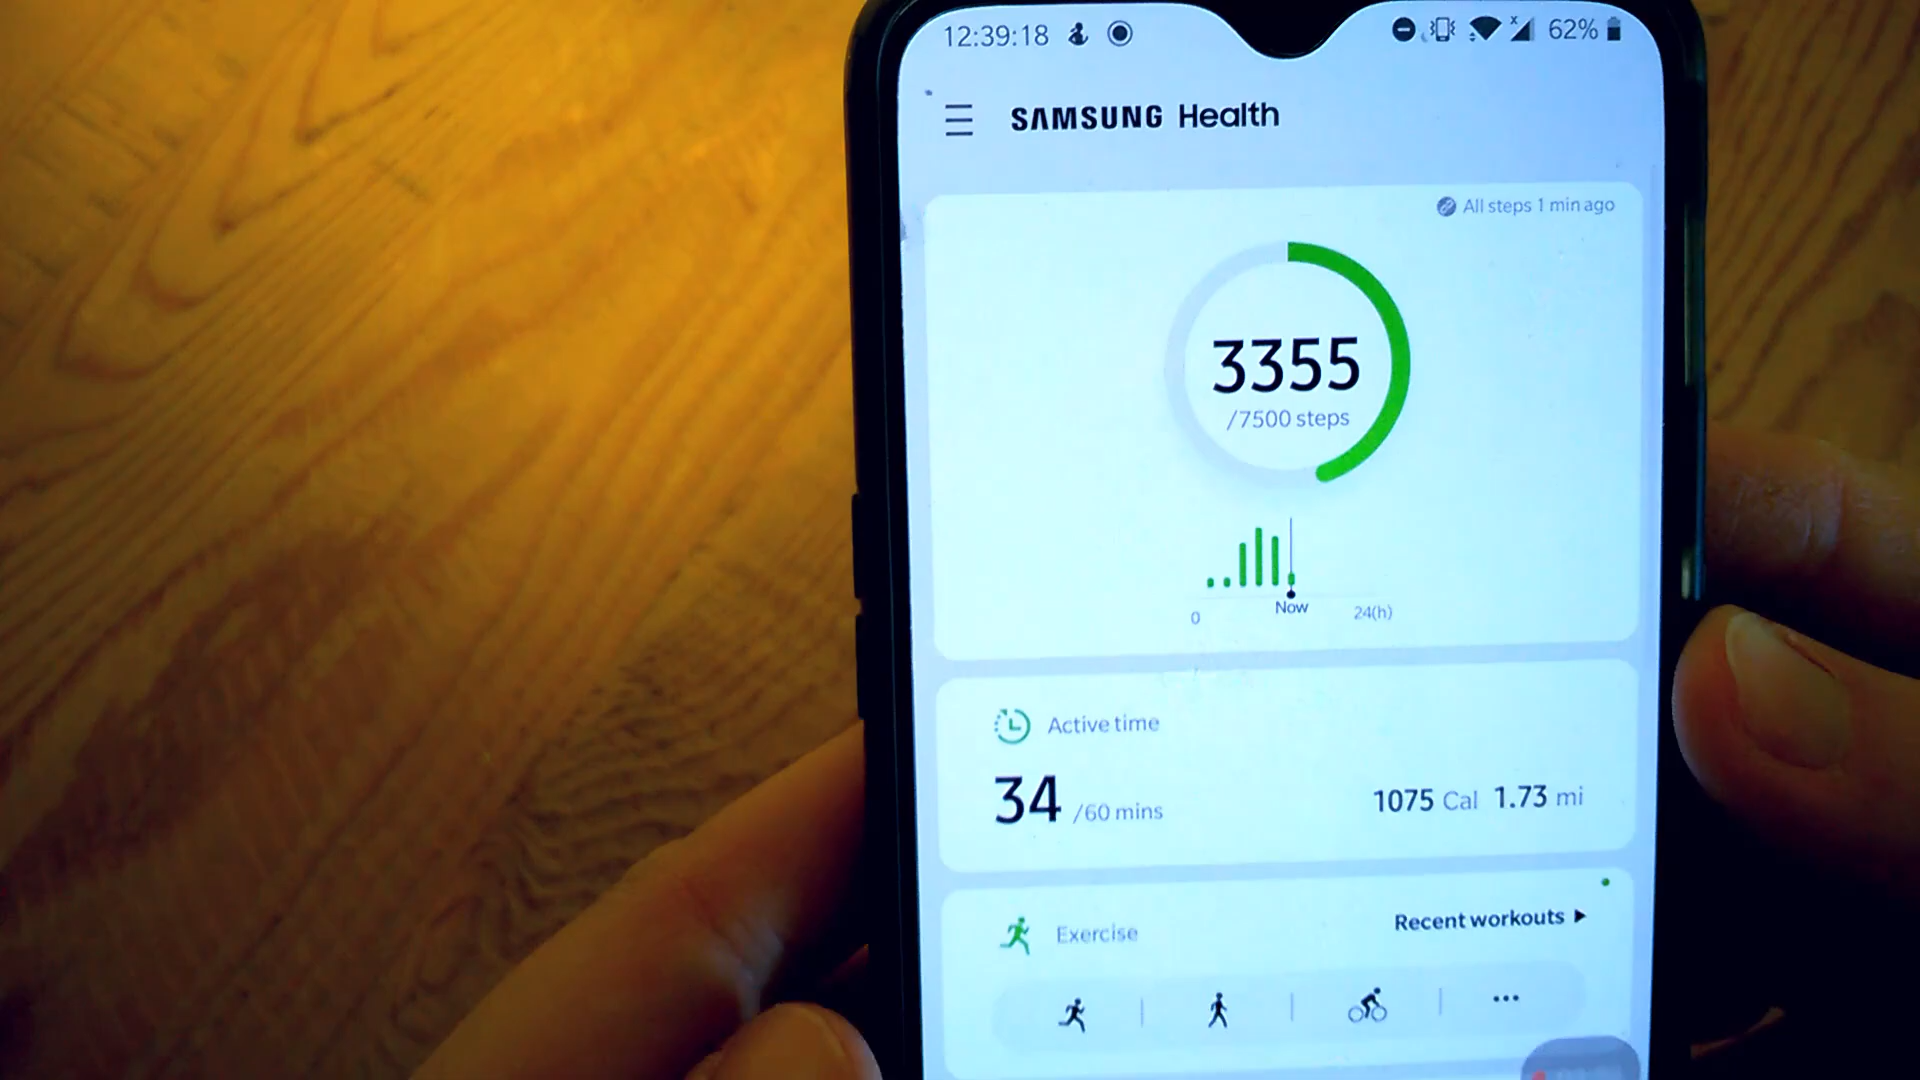 12:39:18 62%
SAMSUNG Health
All steps 1 min ago
3355
/7500 steps
Now
0 24(h)
Active time
34 /60 mins 1075 Cal 1.73 mi
Exercise Recent workouts